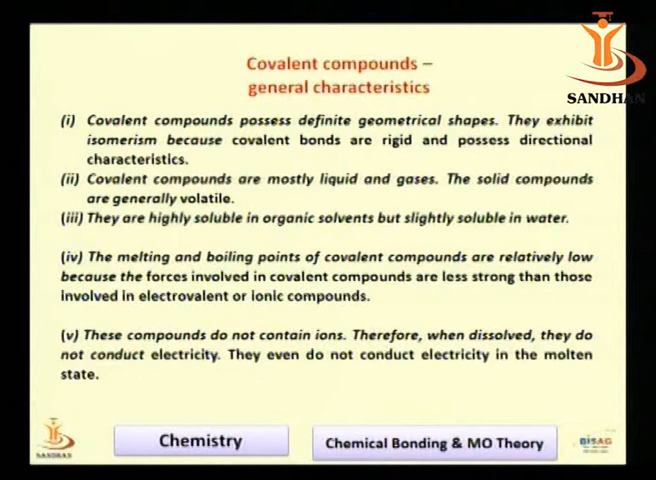 SANDHAN
Covalent compounds –
general characteristics
(i) Covalent compounds possess definite geometrical shapes. They exhibit
isomerism because covalent bonds are rigid and possess directional
characteristics.
(ii) Covalent compounds are mostly liquid and gases. The solid compounds
are generally volatile.
(iii) They are highly soluble in organic solvents but slightly soluble in water.
(iv) The melting and boiling points of covalent compounds are relatively low
because the forces involved in covalent compounds are less strong than those
involved in electrovalent or ionic compounds.
(v) These compounds do not contain ions. Therefore, when dissolved, they do
not conduct electricity. They even do not conduct electricity in the molten
state.
SANDHAN
Chemistry
Chemical Bonding & MO Theory
BISAG